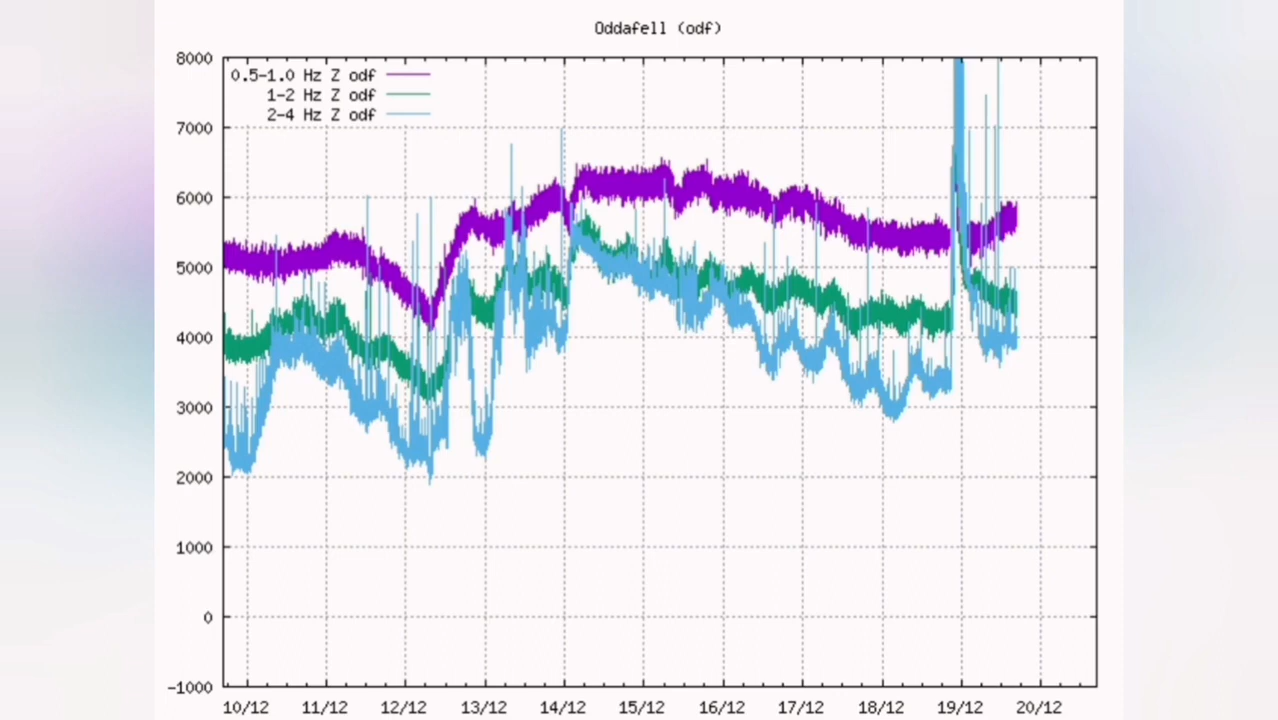 Oddafell (odf)
8000
0.5-1.0 Hz Z odf
1-2 Hz Z odf
2-4 Hz Z odf
7000
6000
5000
4000
3000
2000
1000
0
-1000
10/12 11/12 12/12 13/12 14/12 15/12 16/12 17/12 18/12 19/12 20/12